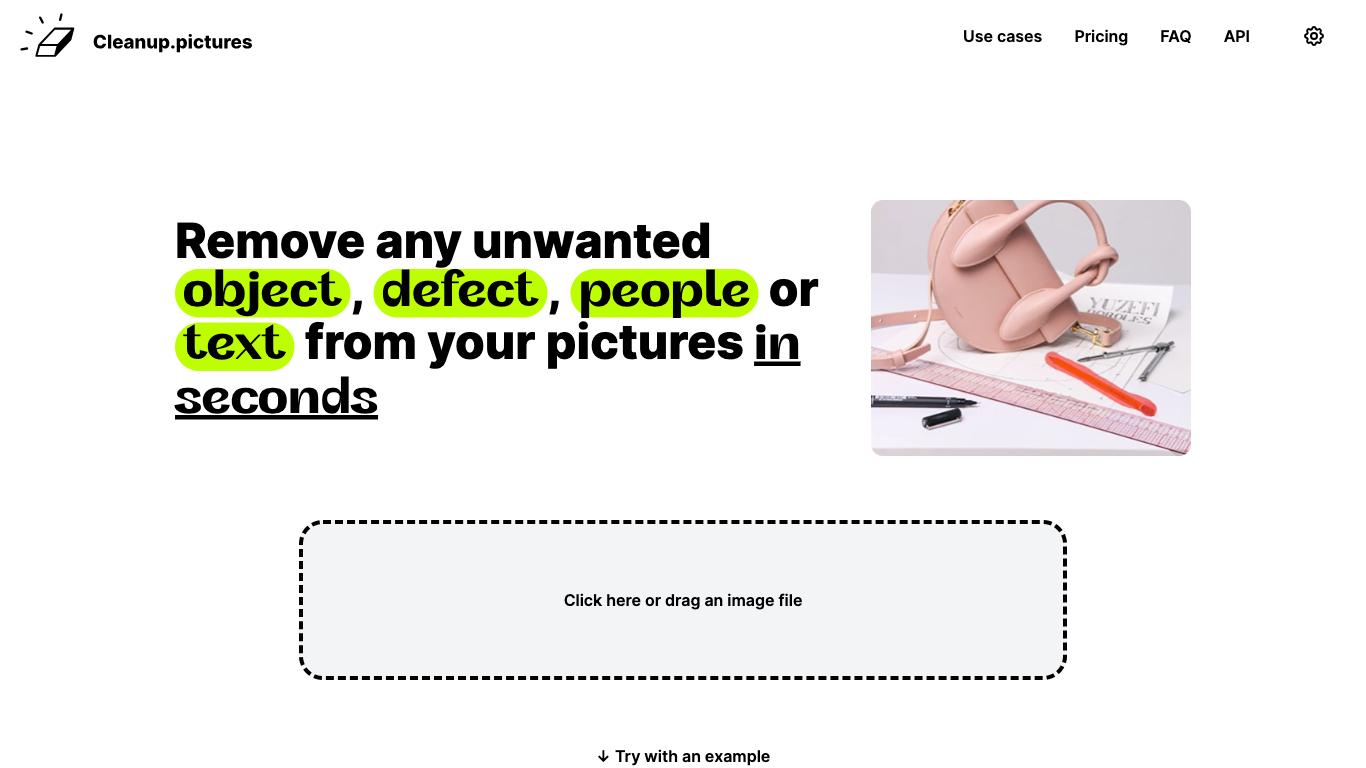 Cleanup.pictures
Use cases
Pricing
FAQ
API
Remove any unwanted
object, defect, people or
text from your pictures in
seconds
YUZEFI
Click here or drag an image file
↓ Try with an example